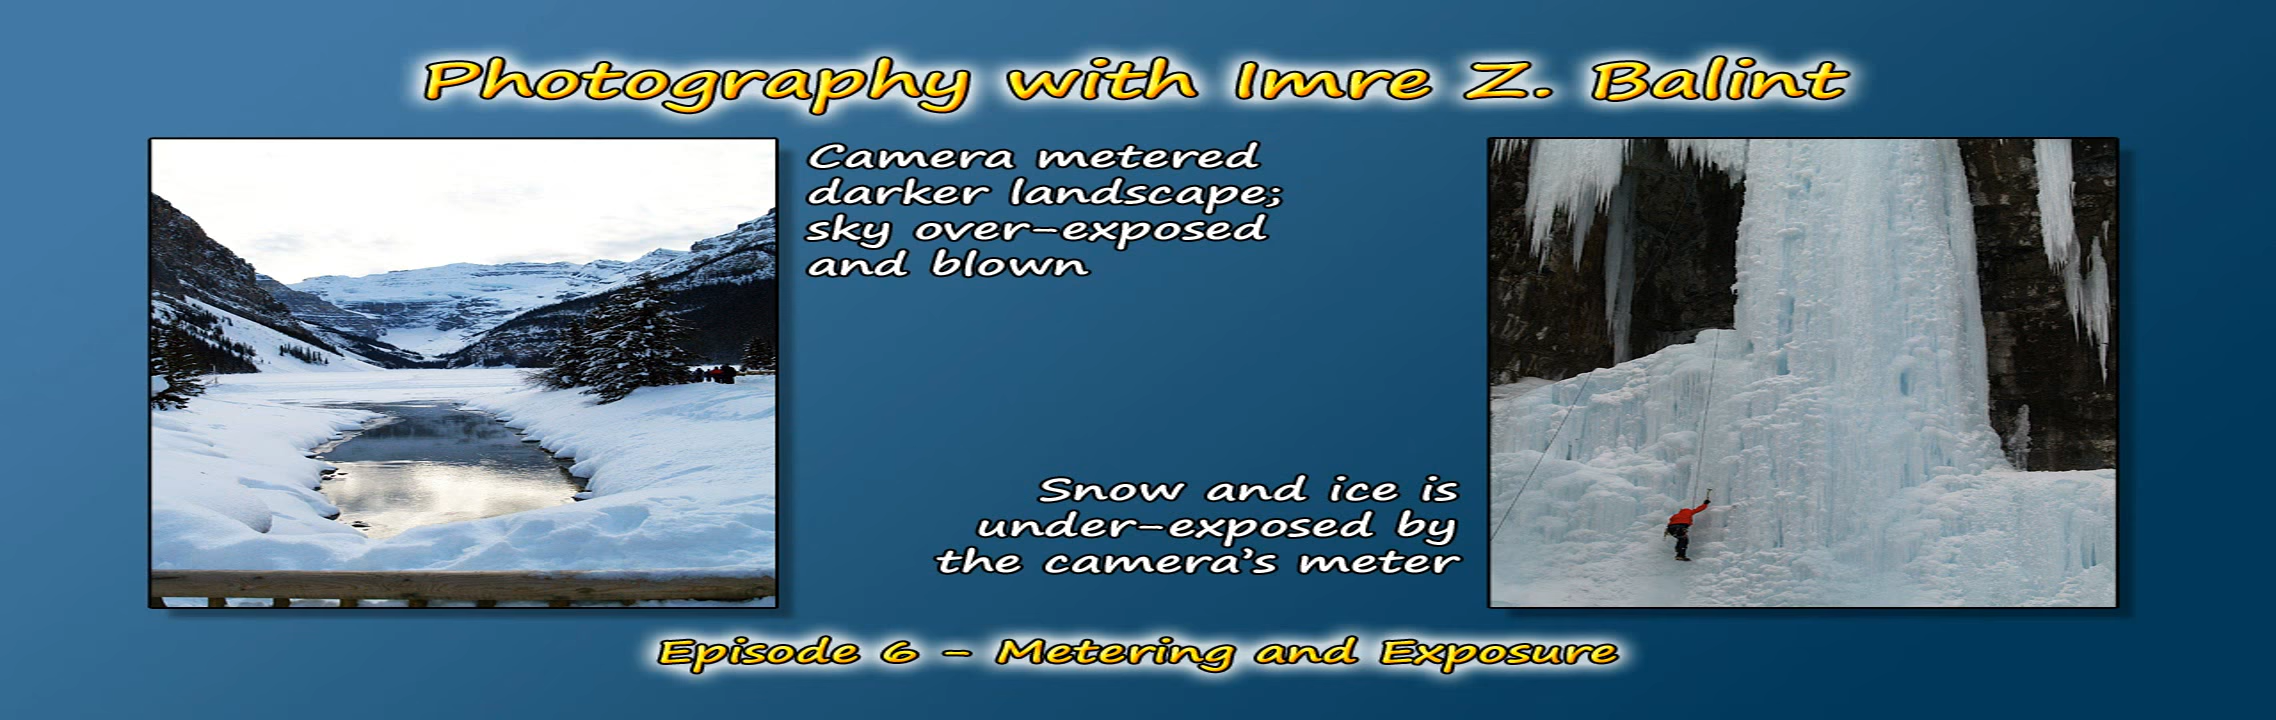 Photography with Imre Z. Balint
Camera metered
darker landscape;
sky over-exposed
and blown
Snow and ice is
under-exposed by
the camera's meter
Episode 6 - Metering and Exposure